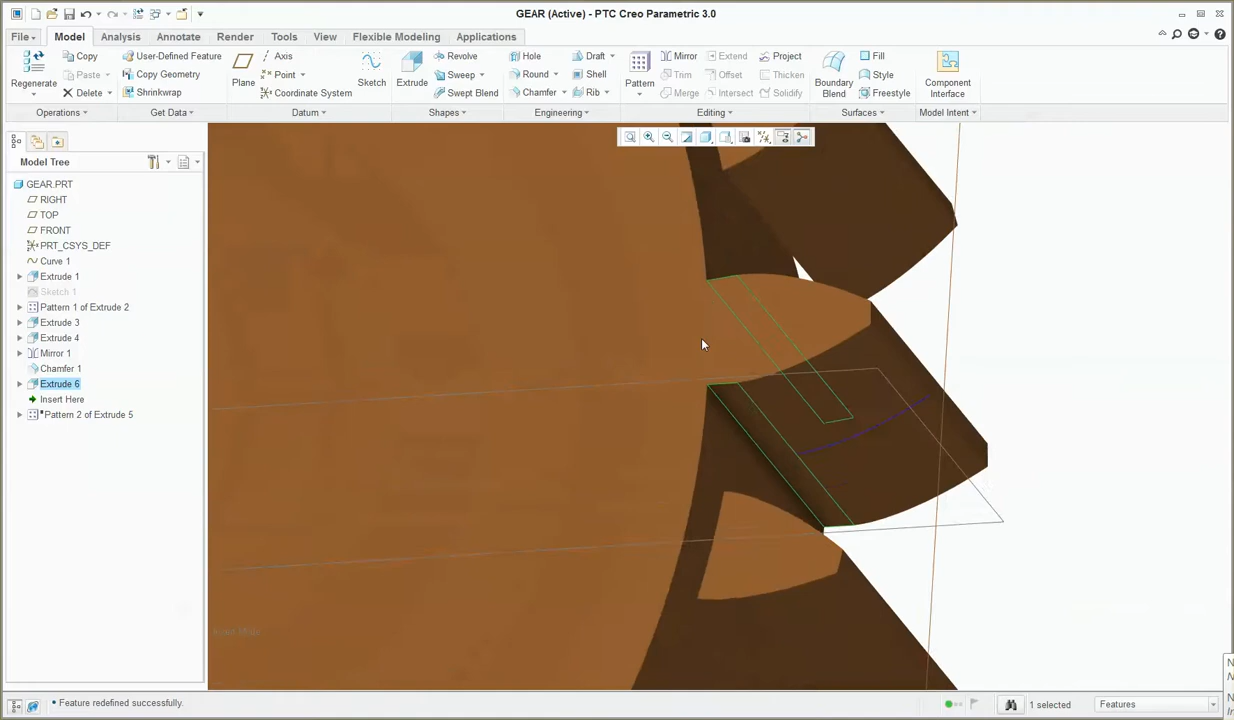 GEAR (Active) - PTC Creo Parametric 3.0
File Model Analysis Annotate Render Tools View Flexible Modeling Applications
Regenerate Copy Paste Delete User-Defined Feature Copy Geometry Shrinkwrap Plane Axis Point Coordinate System Sketch Extrude Revolve Sweep Swept Blend Hole Round Chamfer Draft Shell Rib Pattern Mirror Extend Project Trim Offset Thicken Merge Intersect Solidify Boundary Blend Fill Style Freestyle Component Interface
Operations Get Data Datum Shapes Engineering Editing Surfaces Model Intent
Model Tree
GEAR.PRT
RIGHT
TOP
FRONT
PRT_CSYS_DEF
Curve 1
Extrude 1
Sketch 1
Pattern 1 of Extrude 2
Extrude 3
Extrude 4
Mirror 1
Chamfer 1
Extrude 6
Insert Here
Pattern 2 of Extrude 5
• Feature redefined successfully.
1 selected
Features